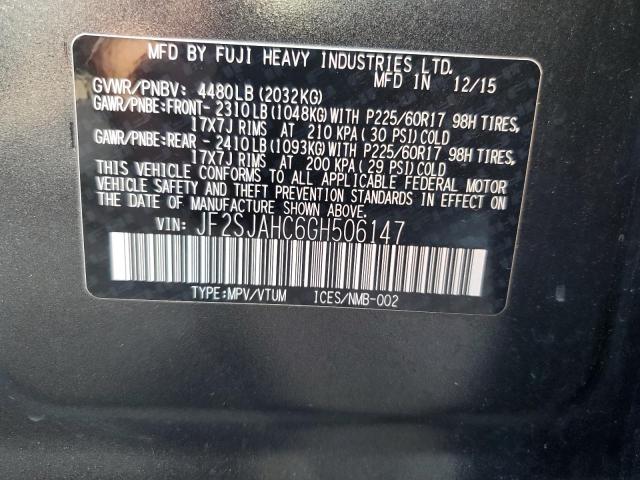 MFD BY FUJI HEAVY INDUSTRIES LTD.
MFD IN 12/15
GVWR/PNBV: 4480LB (2032KG)
GAWR/PNBE:FRONT- 2310LB (1048KG)WITH P225/60R17 98H TIRES,
17X7J RIMS AT 210 KPA (30 PSI)COLD
GAWR/PNBE:REAR - 2410LB (1093KG)WITH P225/60R17 98H TIRES,
17X7J RIMS AT 200 KPA (29 PSI)COLD
THIS VEHICLE CONFORMS TO ALL APPLICABLE FEDERAL MOTOR
VEHICLE SAFETY AND THEFT PREVENTION STANDARDS IN EFFECT ON
THE DATE OF MANUFACTURE SHOWN ABOVE.
VIN: JF2SJAHC6GH506147
TYPE:MPV/VTUM ICES/NMB-002